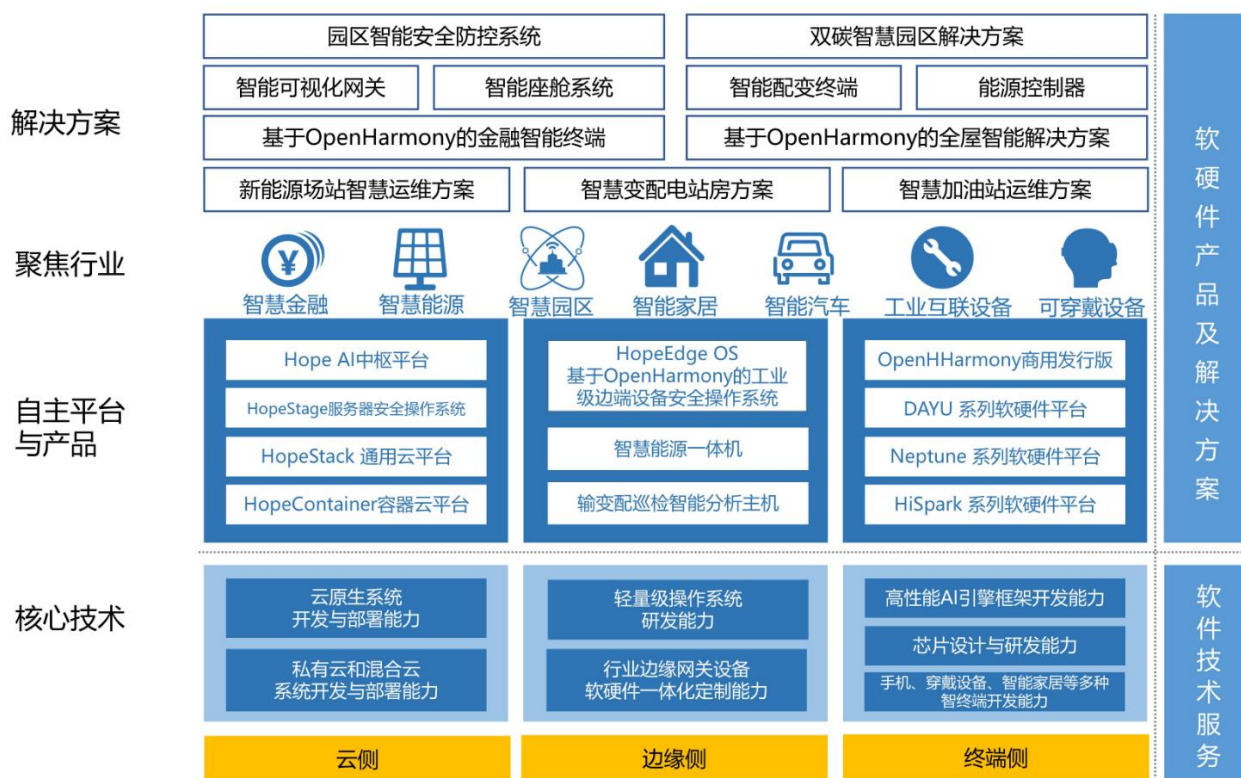 园区智能安全防控系统
双碳智慧园区解决方案
智能可视化网关
智能座舱系统
智能配变终端
能源控制器
解决方案
基于OpenHarmony的金融智能终端
基于OpenHarmony的全屋智能解决方案
新能源场站智慧运维方案
智慧变配电站房方案
智慧加油站运维方案
聚焦行业
¥
智慧金融
智慧能源
智慧园区
智能家居
智能汽车
工业互联设备
可穿戴设备
自主平台
与产品
Hope AI中枢平台
HopeStage服务器安全操作系统
HopeStack 通用云平台
HopeContainer容器云平台
HopeEdge OS
基于OpenHarmony的工业
级边端设备安全操作系统
智慧能源一体机
输变配巡检智能分析主机
OpenHHarmony商用发行版
DAYU 系列软硬件平台
Neptune 系列软硬件平台
HiSpark 系列软硬件平台
软硬件产品及解决方案
核心技术
云原生系统
开发与部署能力
私有云和混合云
系统开发与部署能力
轻量级操作系统
研发能力
行业边缘网关设备
软硬件一体化定制能力
高性能AI引擎框架开发能力
芯片设计与研发能力
手机、穿戴设备、智能家居等多种
智终端开发能力
云侧
边缘侧
终端侧
软件技术服务